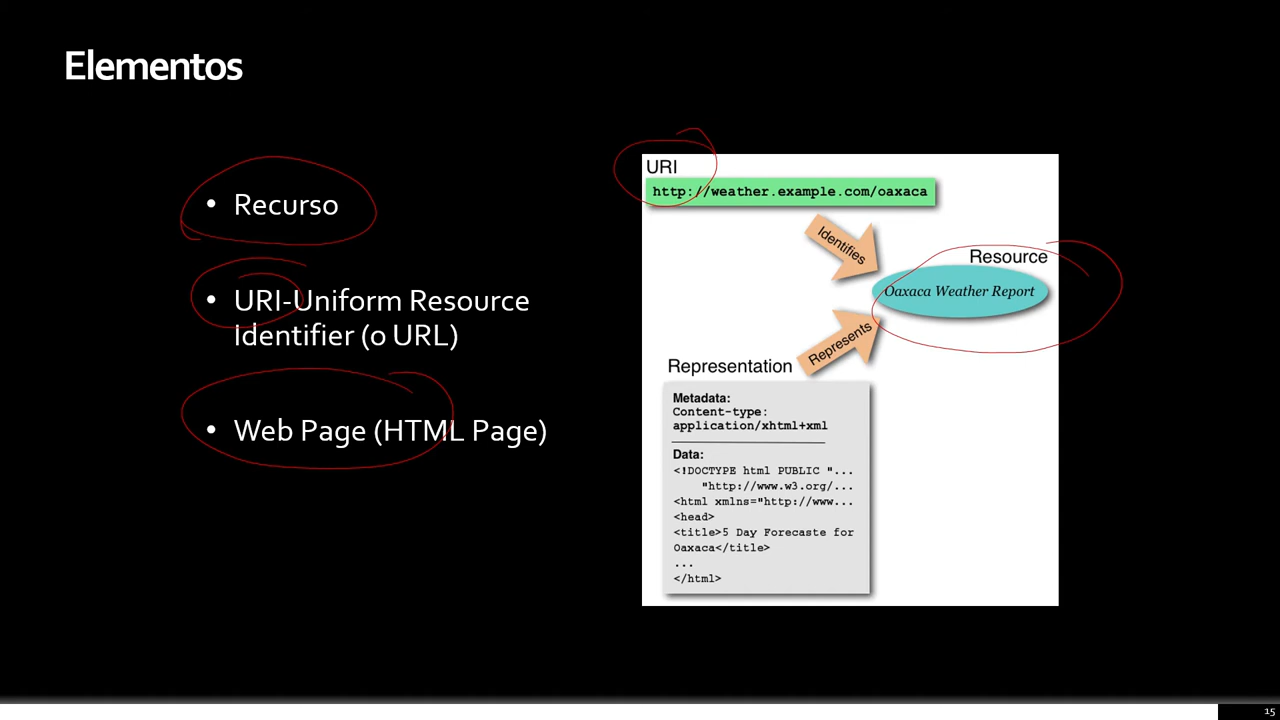 Elementos
• Recurso
• URI-Uniform Resource
Identifier (o URL)
• Web Page (HTML Page)
URI
http://weather.example.com/oaxaca
Identifies
Resource
Oaxaca Weather Report
Represents
Representation
Metadata:
Content-type:
application/xhtml+xml
Data:
<!DOCTYPE html PUBLIC "...
"http://www.w3.org/...
<html xmlns="http://www...
<head>
<title>5 Day Forecaste for
Oaxaca</title>
...
</html>
15